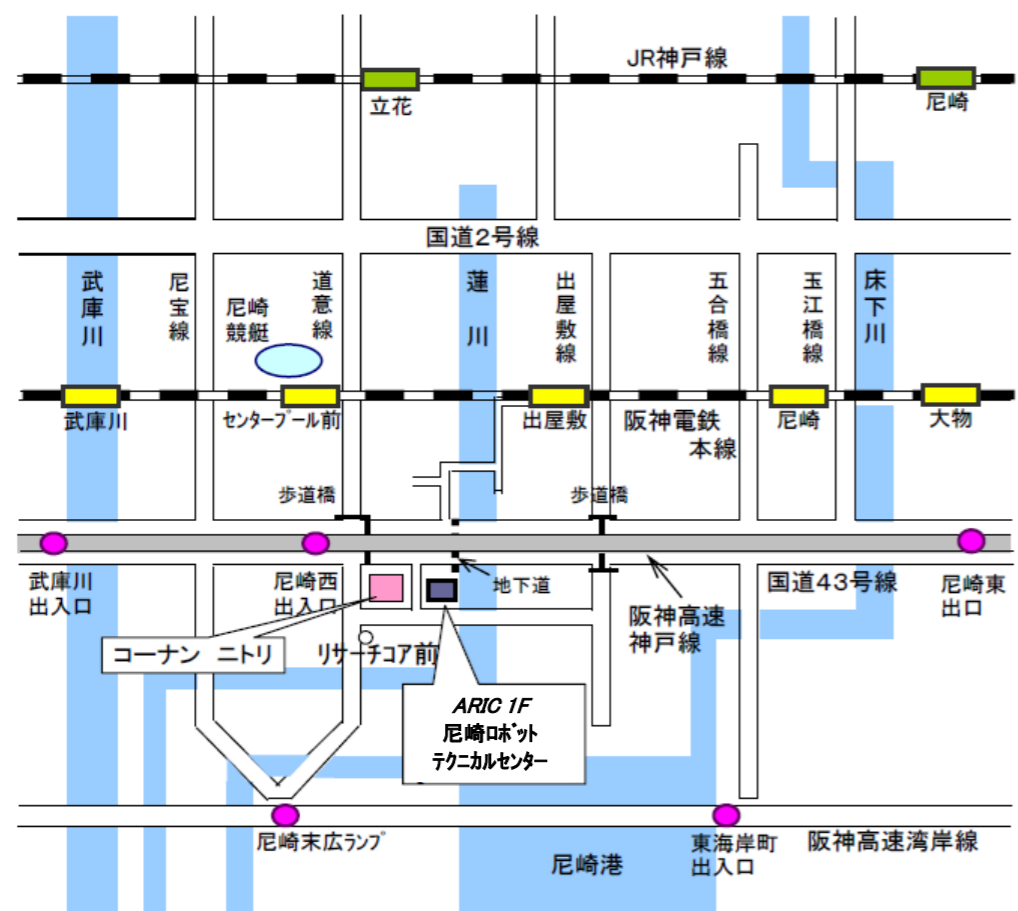 JR神戸線
立花
尼崎
国道2号線
武庫川
尼宝線
尼崎
競艇
道意線
蓮川
出屋敷線
五合橋線
玉江橋線
床下川
武庫川
センタープール前
出屋敷
阪神電鉄
本線
尼崎
大物
歩道橋
歩道橋
武庫川
出入口
尼崎西
出入口
地下道
国道43号線
尼崎東
出口
阪神高速
神戸線
コーナン ニトリ
リサーチコア前
ARIC 1F
尼崎ロボット
テクニカルセンター
尼崎末広ランプ
尼崎港
東海岸町
出入口
阪神高速湾岸線